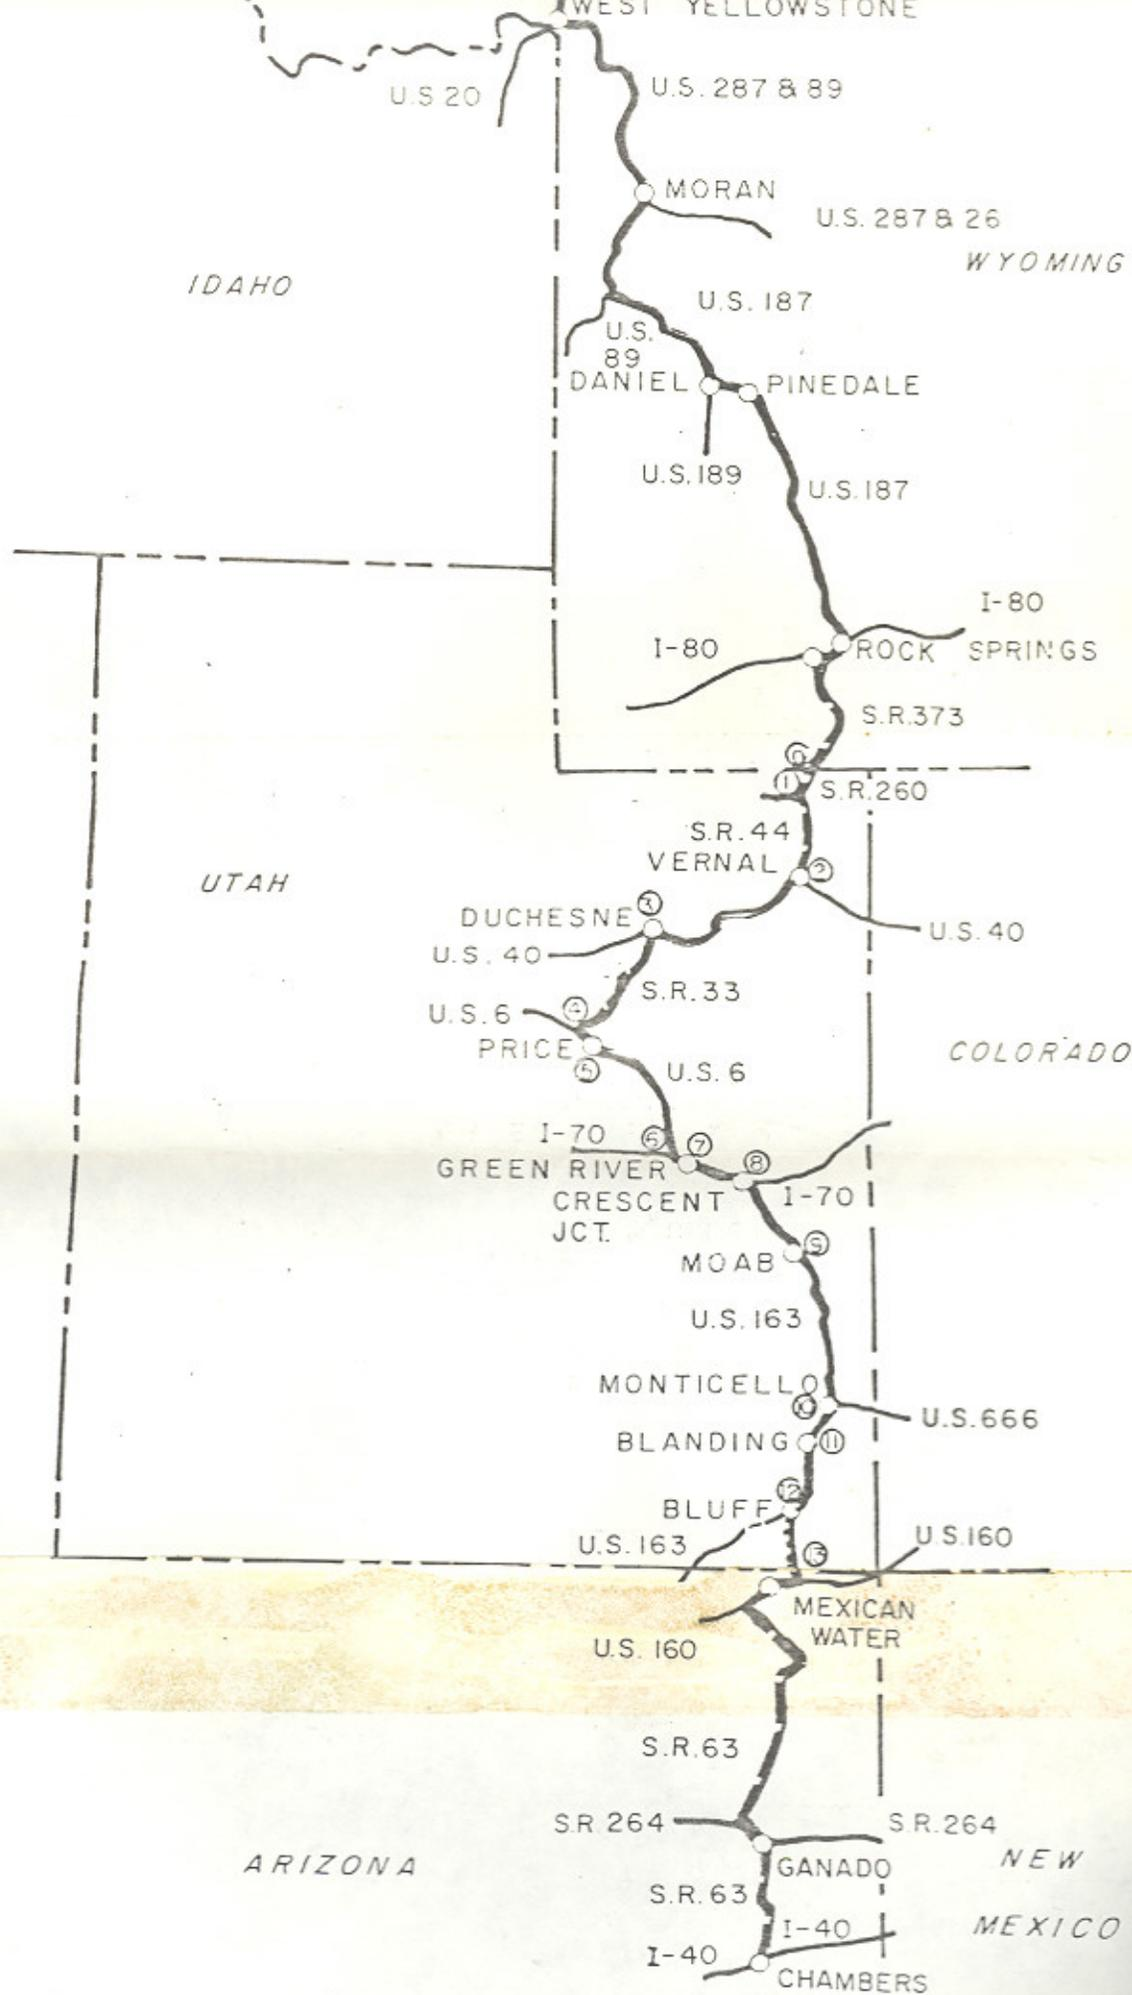 WEST YELLOWSTONE
U.S 20
U.S. 287 & 89
MORAN
U.S. 287 & 26
WYOMING
IDAHO
U.S. 187
U.S.
89
DANIEL
PINEDALE
U.S. 189
U.S. 187
I-80
I-80
ROCK SPRINGS
S.R. 373
0
1
S.R. 260
S.R. 44
VERNAL
2
UTAH
3
DUCHESNE
U.S. 40
U.S. 40
S.R. 33
4
U.S. 6
PRICE
5
COLORADO
U.S. 6
I-70
6
7
8
GREEN RIVER
CRESCENT
JCT.
I-70
9
MOAB
U.S. 163
MONTICELLO
10
U.S. 666
BLANDING
11
12
BLUFF
U.S. 163
13
U.S. 160
MEXICAN
WATER
U.S. 160
S.R. 63
S.R. 264
S.R. 264
ARIZONA
GANADO
NEW
MEXICO
S.R. 63
I-40
I-40
CHAMBERS